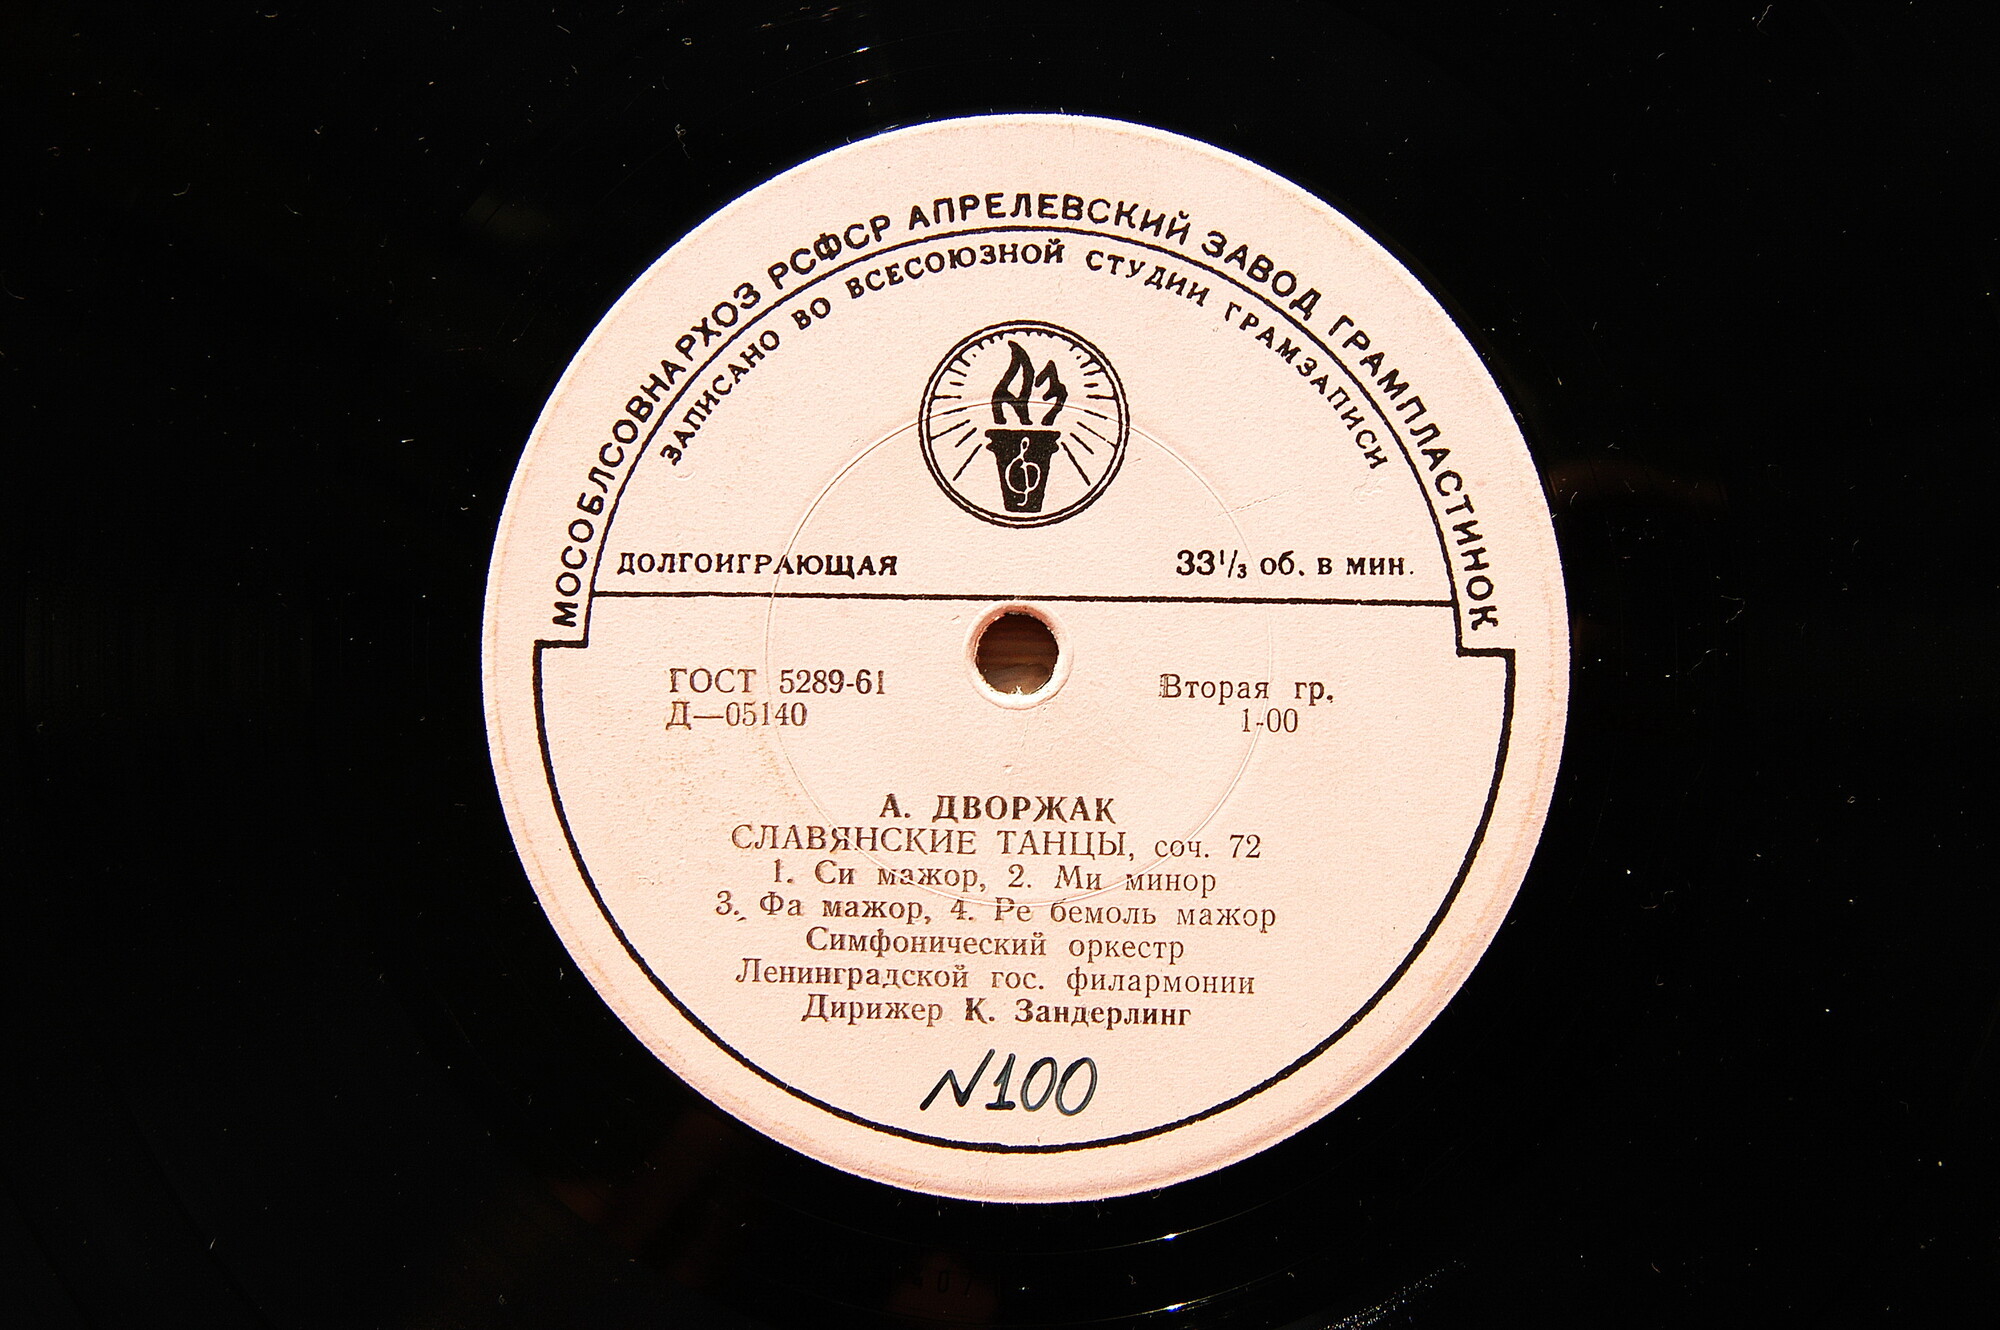 МОСОБЛСОВНАРХОЗ РСФСР АПРЕЛЕВСКИЙ ЗАВОД ГРАМПЛАСТИНОК
ЗАПИСАНО ВО ВСЕСОЮЗНОЙ СТУДИИ ГРАМЗАПИСИ
АЗ
ДОЛГОИГРАЮЩАЯ 33 1/3 об. в мин.
ГОСТ 5289-61 Вторая гр.
Д—05140 1-00
А. ДВОРЖАК
СЛАВЯНСКИЕ ТАНЦЫ, соч. 72
1. Си мажор, 2. Ми минор
3. Фа мажор, 4. Ре бемоль мажор
Симфонический оркестр
Ленинградской гос. филармонии
Дирижер К. Зандерлинг
N100